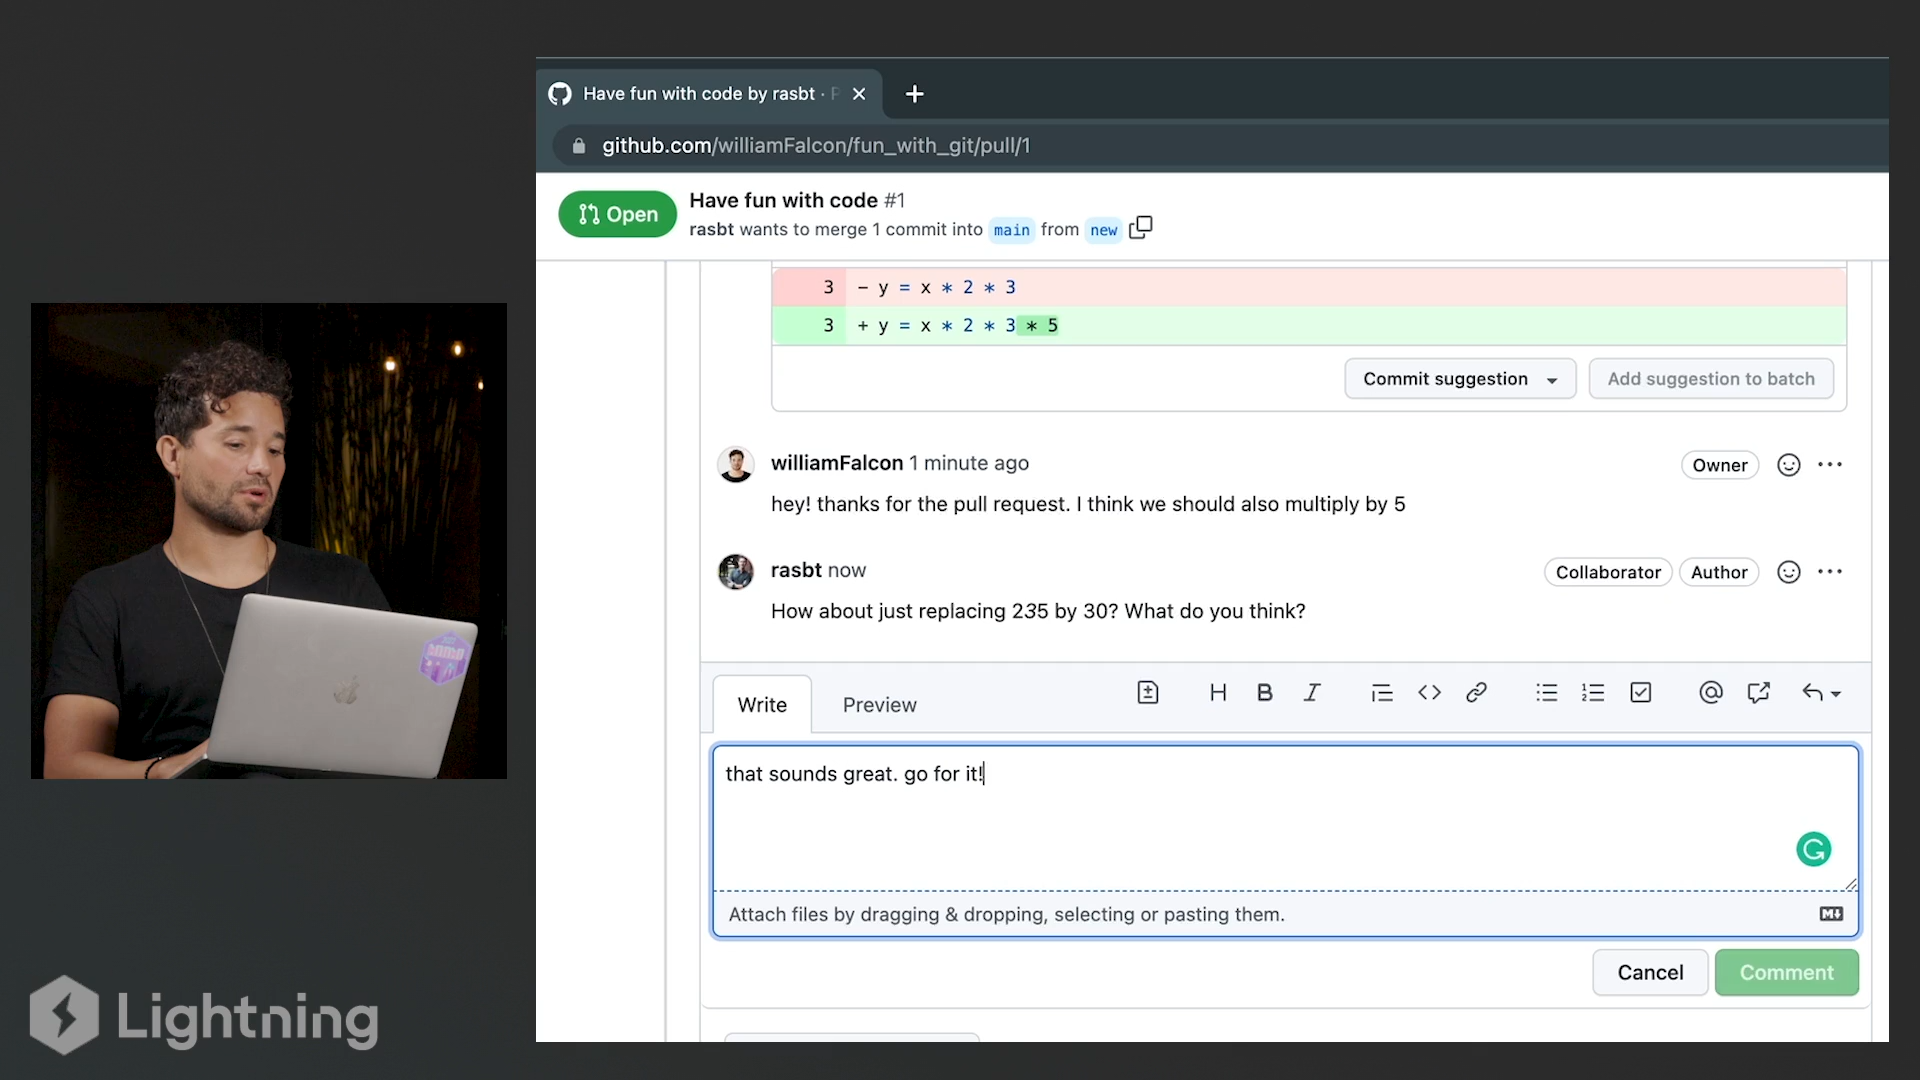 Have fun with code by rasbt ·
github.com/williamFalcon/fun_with_git/pull/1
Open
Have fun with code #1
rasbt wants to merge 1 commit into main from new
3 - y = x * 2 * 3
3 + y = x * 2 * 3 * 5
Commit suggestion
Add suggestion to batch
williamFalcon 1 minute ago
Owner
hey! thanks for the pull request. I think we should also multiply by 5
rasbt now
Collaborator
Author
How about just replacing 235 by 30? What do you think?
Write
Preview
that sounds great. go for it!
Attach files by dragging & dropping, selecting or pasting them.
Cancel
Comment
Lightning